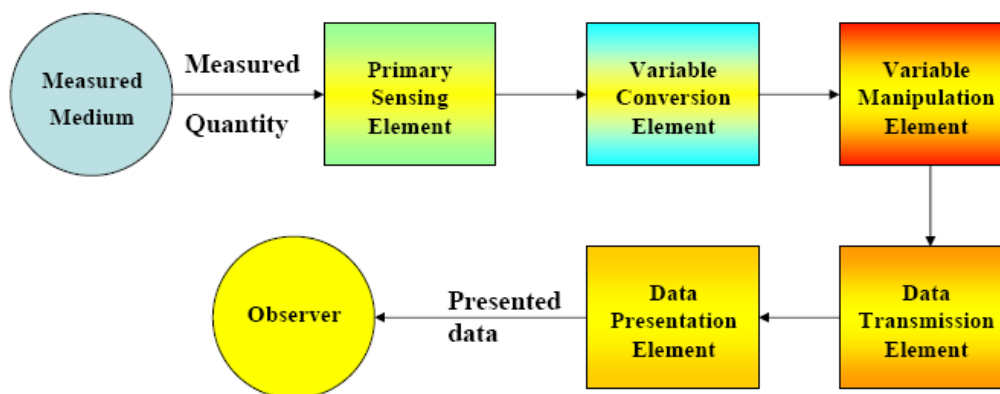 Measured
Medium
Measured
Quantity
Primary
Sensing
Element
Variable
Conversion
Element
Variable
Manipulation
Element
Observer
Presented
data
Data
Presentation
Element
Data
Transmission
Element